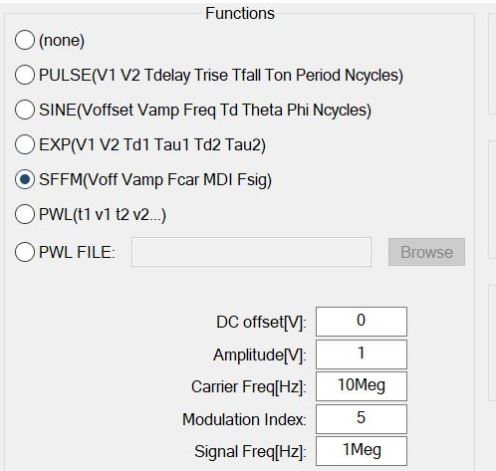 Functions
(none)
PULSE(V1 V2 Tdelay Trise Tfall Ton Period Ncycles)
SINE(Voffset Vamp Freq Td Theta Phi Ncycles)
EXP(V1 V2 Td1 Tau1 Td2 Tau2)
SFFM(Voff Vamp Fcar MDI Fsig)
PWL(t1 v1 t2 v2...)
PWL FILE: Browse
DC offset[V]: 0
Amplitude[V]: 1
Carrier Freq[Hz]: 10Meg
Modulation Index: 5
Signal Freq[Hz]: 1Meg